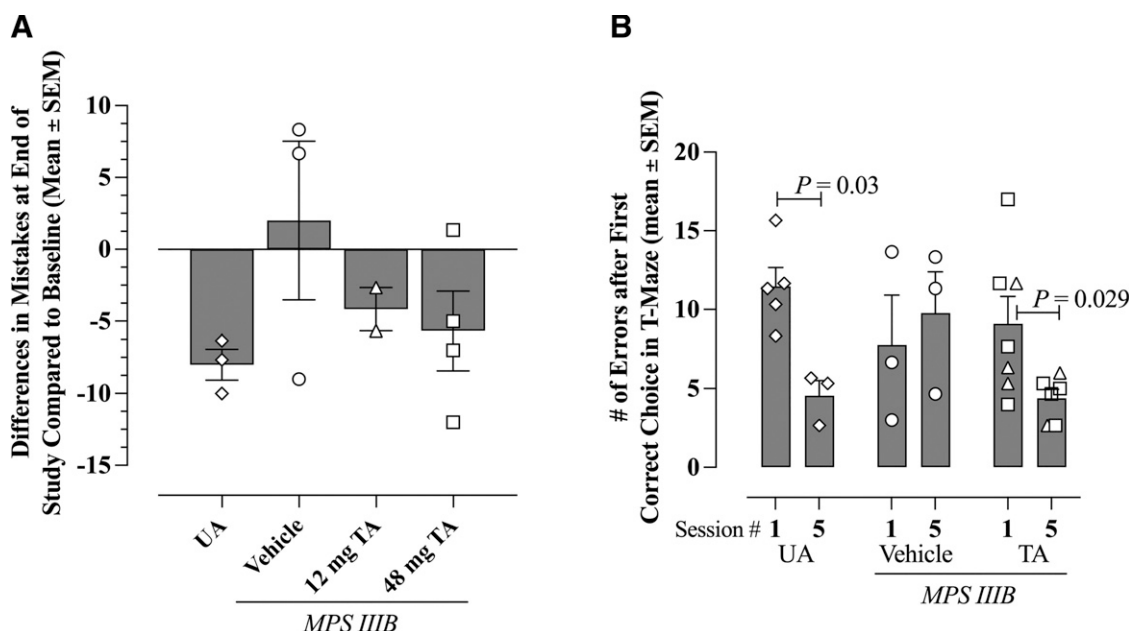 A
Differences in Mistakes at End of
Study Compared to Baseline (Mean ± SEM)
10
5
0
-5
-10
-15
UA
Vehicle
12 mg TA
48 mg TA
MPS IIIB
B
# of Errors after First
Correct Choice in T-Maze (mean ± SEM)
20
15
10
5
0
P = 0.03
P = 0.029
Session # 1 5 1 5 1 5
UA Vehicle TA
MPS IIIB